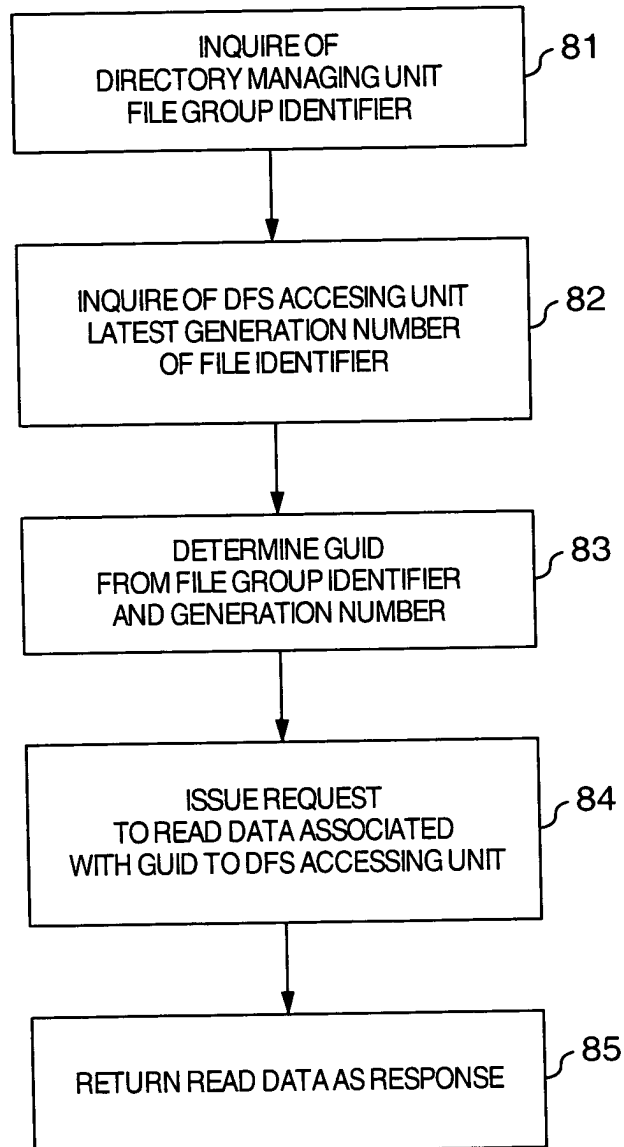 INQUIRE OF
DIRECTORY MANAGING UNIT
FILE GROUP IDENTIFIER
81
INQUIRE OF DFS ACCESING UNIT
LATEST GENERATION NUMBER
OF FILE IDENTIFIER
82
DETERMINE GUID
FROM FILE GROUP IDENTIFIER
AND GENERATION NUMBER
83
ISSUE REQUEST
TO READ DATA ASSOCIATED
WITH GUID TO DFS ACCESSING UNIT
84
RETURN READ DATA AS RESPONSE
85